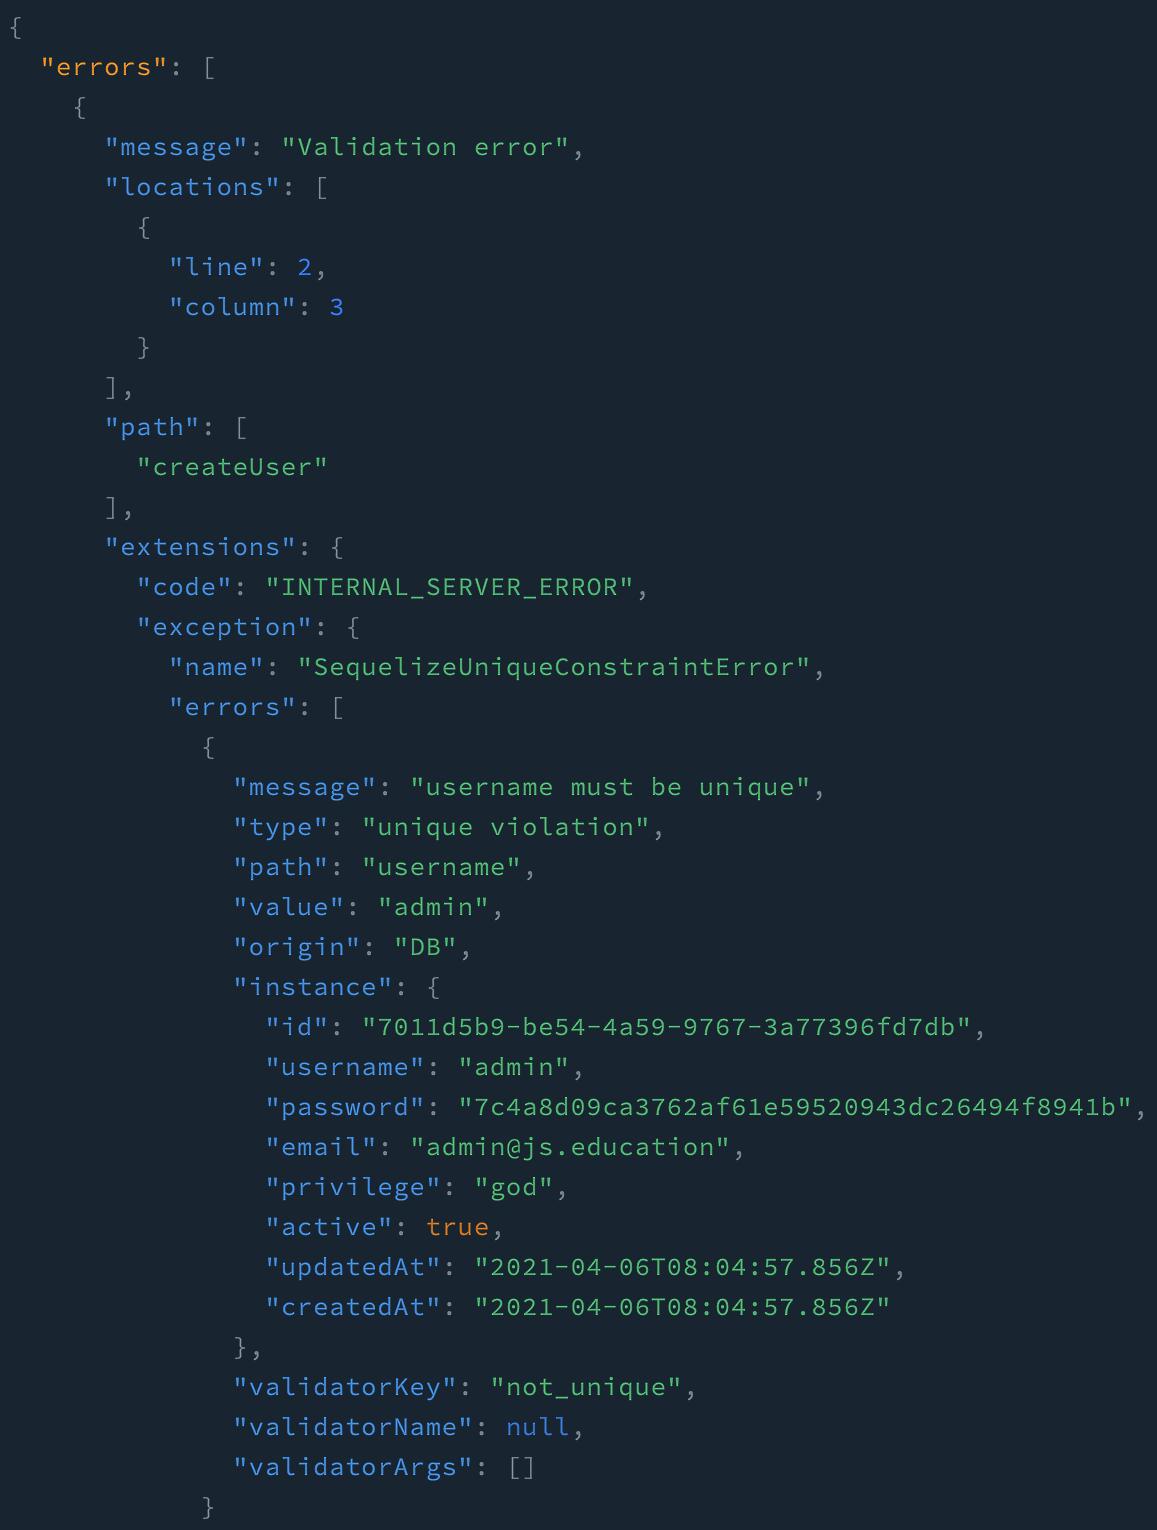 {
  "errors": [
    {
      "message": "Validation error",
      "locations": [
        {
          "line": 2,
          "column": 3
        }
      ],
      "path": [
        "createUser"
      ],
      "extensions": {
        "code": "INTERNAL_SERVER_ERROR",
        "exception": {
          "name": "SequelizeUniqueConstraintError",
          "errors": [
            {
              "message": "username must be unique",
              "type": "unique violation",
              "path": "username",
              "value": "admin",
              "origin": "DB",
              "instance": {
                "id": "7011d5b9-be54-4a59-9767-3a77396fd7db",
                "username": "admin",
                "password": "7c4a8d09ca3762af61e59520943dc26494f8941b",
                "email": "admin@js.education",
                "privilege": "god",
                "active": true,
                "updatedAt": "2021-04-06T08:04:57.856Z",
                "createdAt": "2021-04-06T08:04:57.856Z"
              },
              "validatorKey": "not_unique",
              "validatorName": null,
              "validatorArgs": []
            }